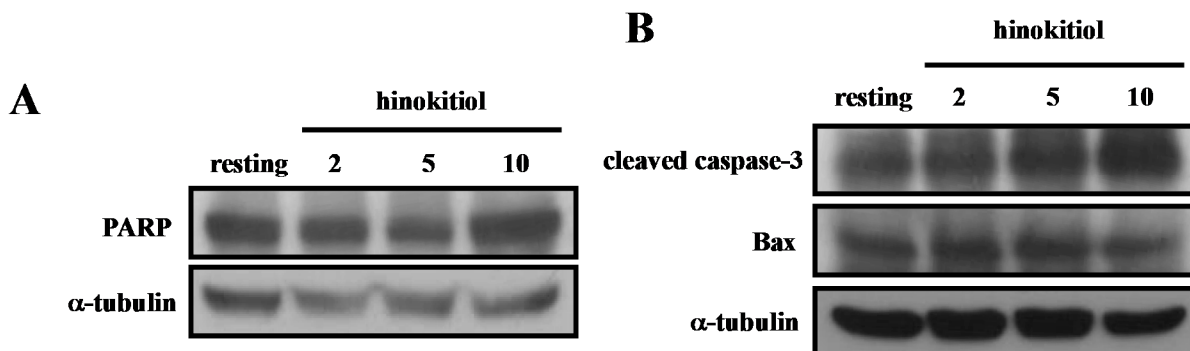 A
hinokitiol
resting 2 5 10
PARP
α-tubulin
B
hinokitiol
resting 2 5 10
cleaved caspase-3
Bax
α-tubulin